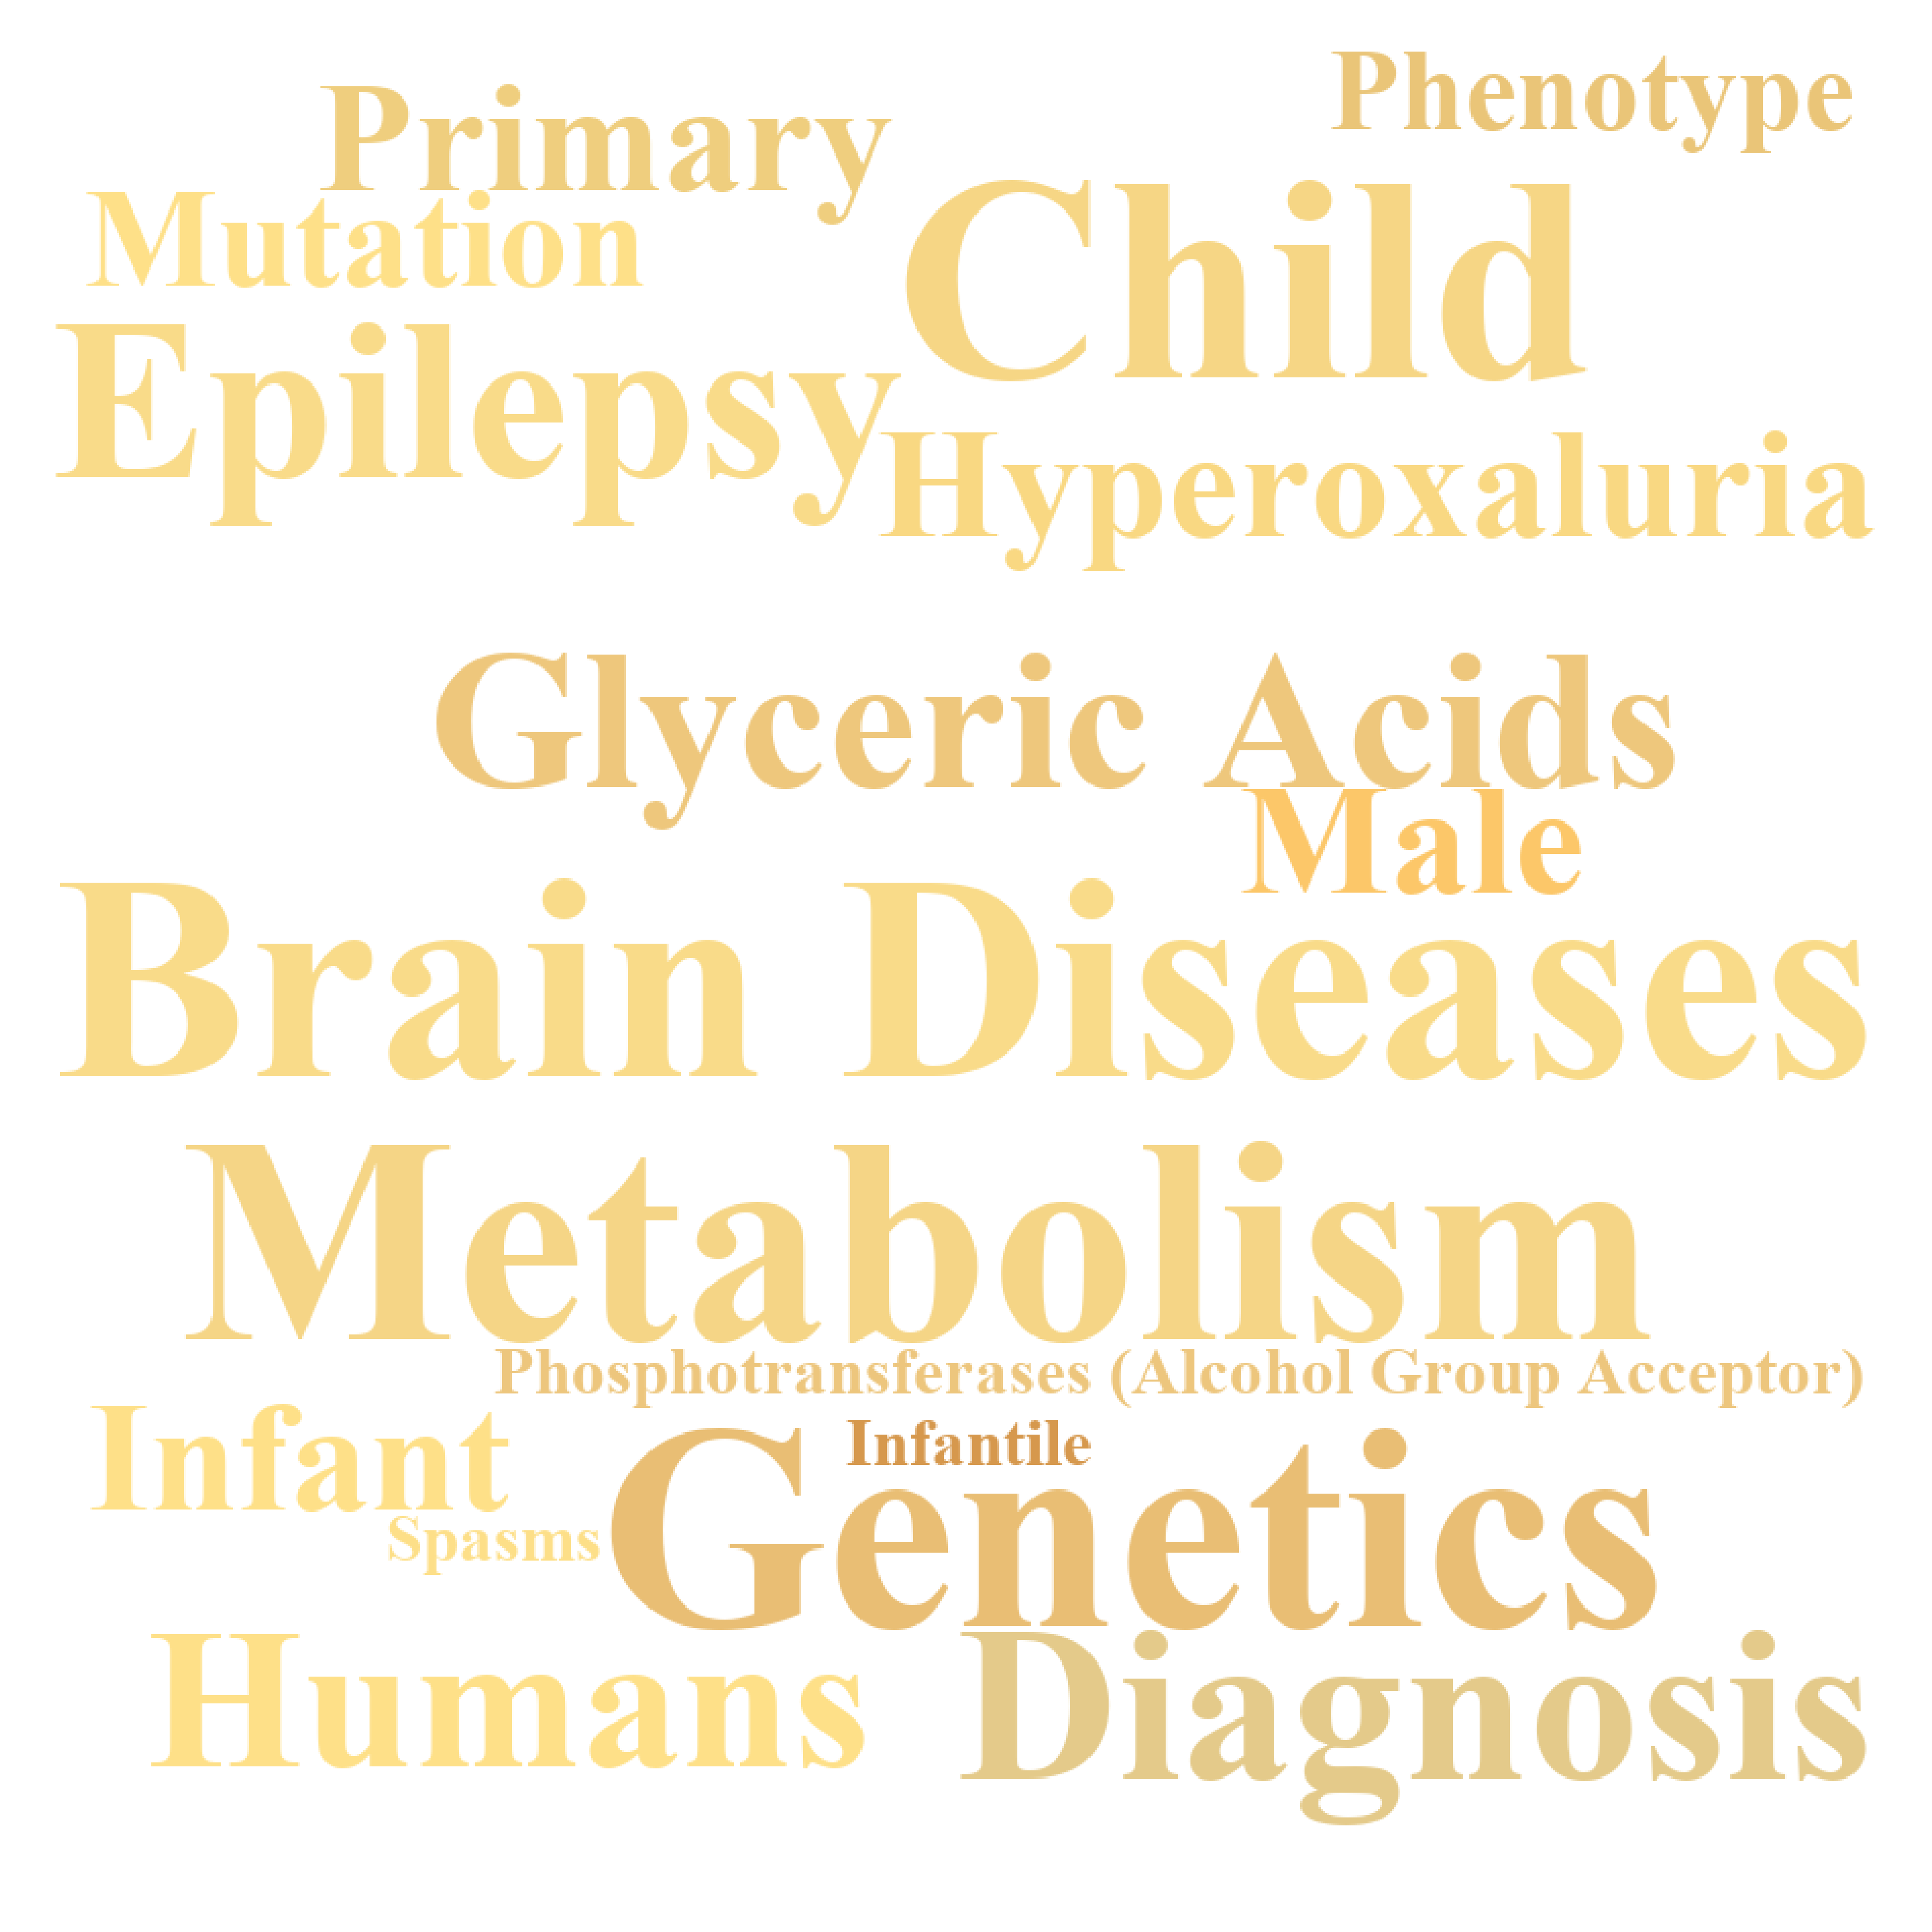 Phenotype
Primary
Mutation
Child
Epilepsy
Hyperoxaluria
Glyceric Acids
Male
Brain Diseases
Metabolism
Phosphotransferases (Alcohol Group Acceptor)
Infant
Infantile
Spasms
Genetics
Humans
Diagnosis